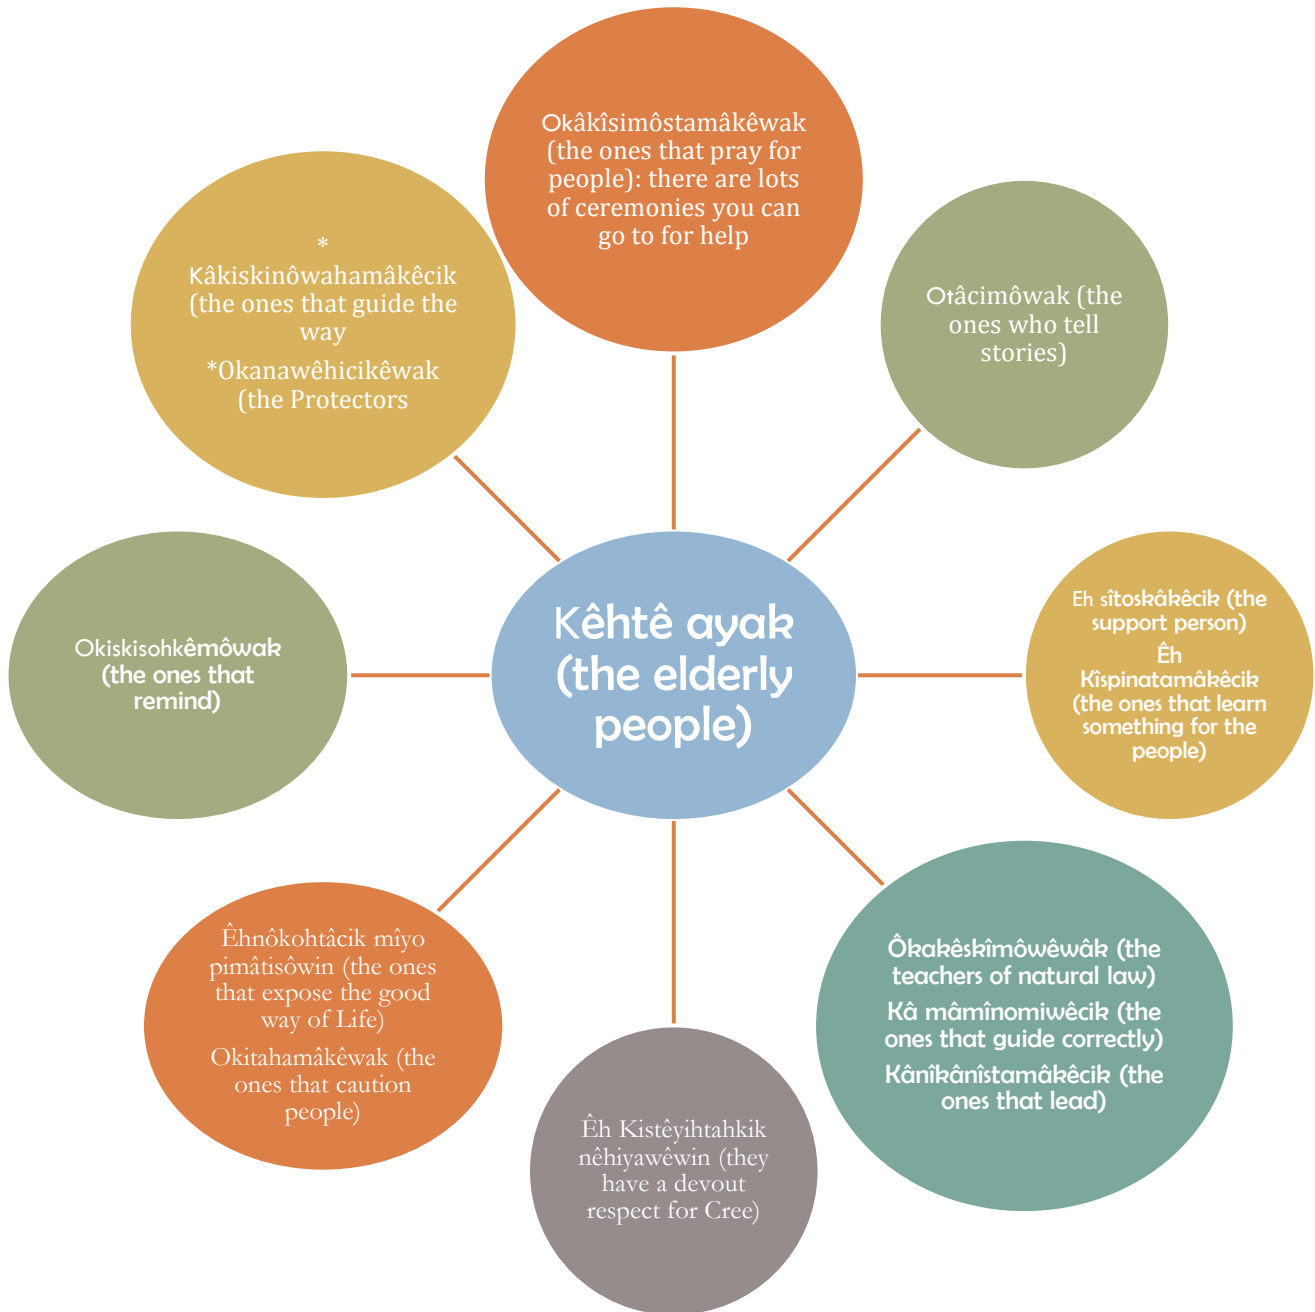 Okâkîsimôstamâkêwak
(the ones that pray for
people): there are lots
of ceremonies you can
go to for help
Otâcimôwak (the
ones who tell
stories)
*
Kâkiskinôwahamâkêcik
(the ones that guide the
way
*Okanawêhicikêwak
(the Protectors
Kêhtê ayak
(the elderly
people)
Eh sîtoskâkêcik (the
support person)
Êh
Kîspinatamâkêcik
(the ones that learn
something for the
people)
Okiskisohkêmôwak
(the ones that
remind)
Ôkakêskîmôwêwâk (the
teachers of natural law)
Kâ mâmînomiwêcik (the
ones that guide correctly)
Kânîkânîstamâkêcik (the
ones that lead)
Êh Kistêyihtahkik
nêhiyawêwin (they
have a devout
respect for Cree)
Êhnôkohtâcik mîyo
pimâtisôwin (the ones
that expose the good
way of Life)
Okitahamâkêwak (the
ones that caution
people)